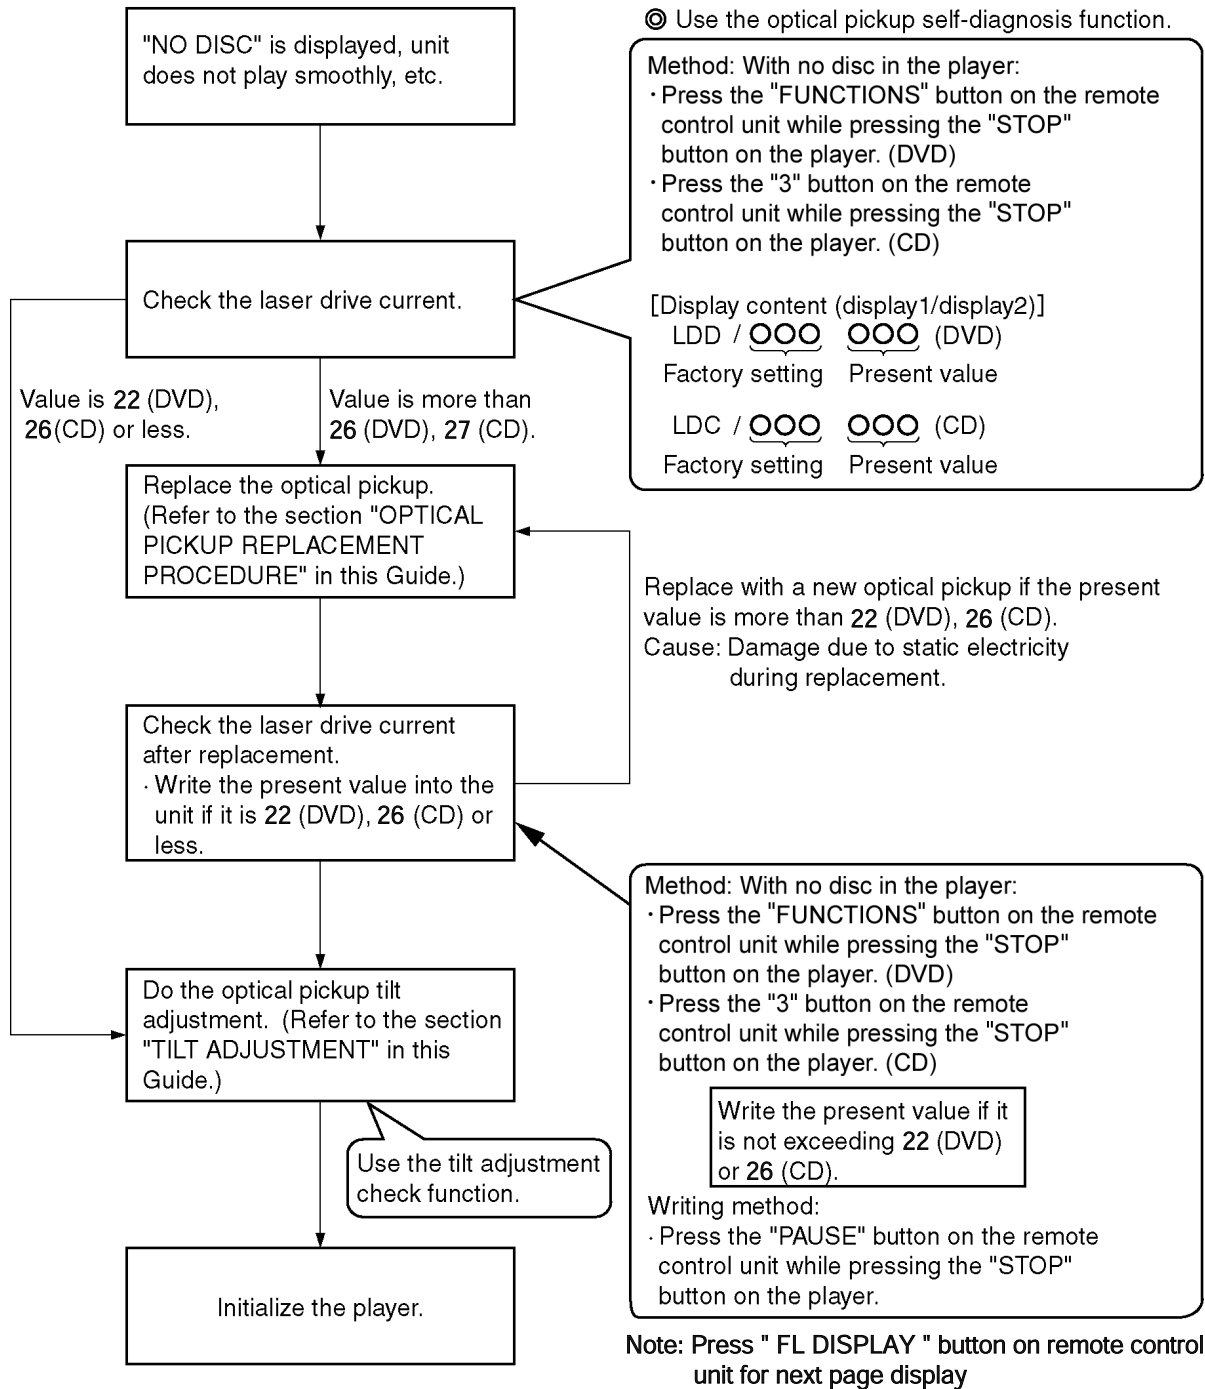 "NO DISC" is displayed, unit
does not play smoothly, etc.
◎ Use the optical pickup self-diagnosis function.
Method: With no disc in the player:
· Press the "FUNCTIONS" button on the remote
control unit while pressing the "STOP"
button on the player. (DVD)
· Press the "3" button on the remote
control unit while pressing the "STOP"
button on the player. (CD)
[Display content (display1/display2)]
LDD / OOO OOO (DVD)
Factory setting Present value
LDC / OOO OOO (CD)
Factory setting Present value
Check the laser drive current.
Value is 22 (DVD),
26(CD) or less.
Value is more than
26 (DVD), 27 (CD).
Replace the optical pickup.
(Refer to the section "OPTICAL
PICKUP REPLACEMENT
PROCEDURE" in this Guide.)
Replace with a new optical pickup if the present
value is more than 22 (DVD), 26 (CD).
Cause: Damage due to static electricity
during replacement.
Check the laser drive current
after replacement.
· Write the present value into the
unit if it is 22 (DVD), 26 (CD) or
less.
Method: With no disc in the player:
· Press the "FUNCTIONS" button on the remote
control unit while pressing the "STOP"
button on the player. (DVD)
· Press the "3" button on the remote
control unit while pressing the "STOP"
button on the player. (CD)
Write the present value if it
is not exceeding 22 (DVD)
or 26 (CD).
Writing method:
· Press the "PAUSE" button on the remote
control unit while pressing the "STOP"
button on the player.
Do the optical pickup tilt
adjustment. (Refer to the section
"TILT ADJUSTMENT" in this
Guide.)
Use the tilt adjustment
check function.
Initialize the player.
Note: Press " FL DISPLAY " button on remote control
unit for next page display